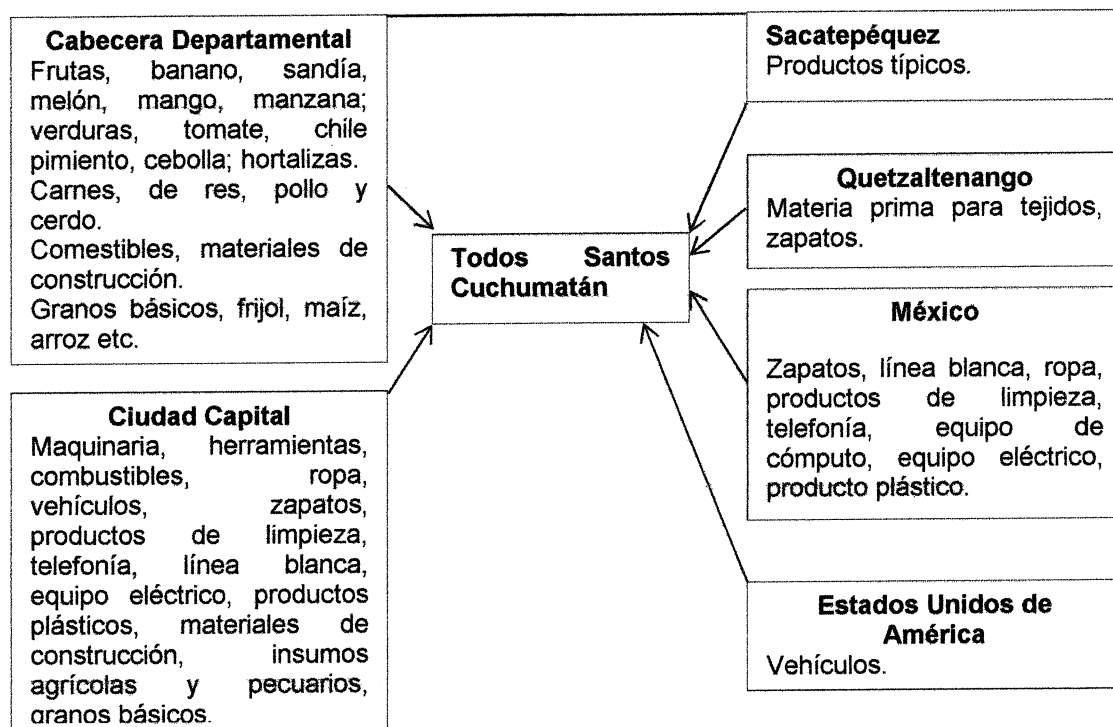 Cabecera Departamental
Frutas, banano, sandía,
melón, mango, manzana;
verduras, tomate, chile
pimiento, cebolla; hortalizas.
Carnes, de res, pollo y
cerdo.
Comestibles, materiales de
construcción.
Granos básicos, frijol, maíz,
arroz etc.
Ciudad Capital
Maquinaria, herramientas,
combustibles, ropa,
vehículos, zapatos,
productos de limpieza,
telefonía, línea blanca,
equipo eléctrico, productos
plásticos, materiales de
construcción, insumos
agrícolas y pecuarios,
granos básicos.
Todos Santos
Cuchumatán
Sacatepéquez
Productos típicos.
Quetzaltenango
Materia prima para tejidos,
zapatos.
México
Zapatos, línea blanca, ropa,
productos de limpieza,
telefonía, equipo de
cómputo, equipo eléctrico,
producto plástico.
Estados Unidos de
América
Vehículos.